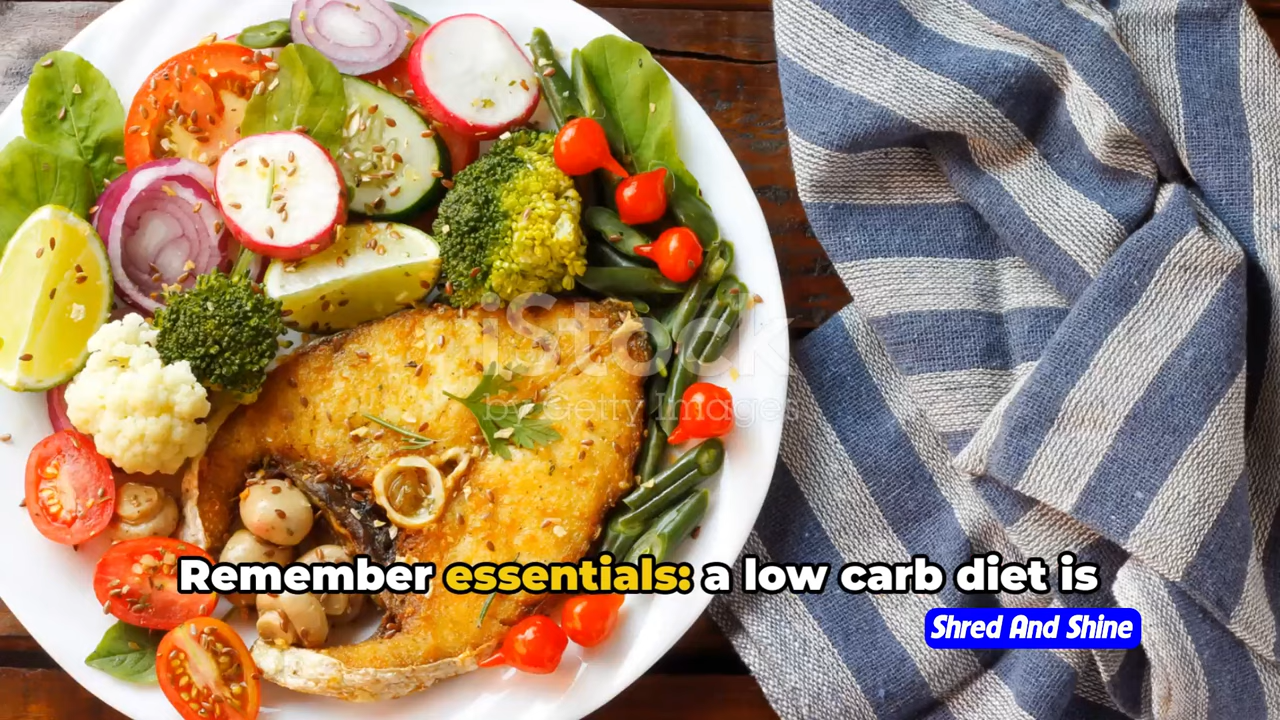 iStock
by Getty Images
Remember essentials: a low carb diet is
Shred And Shine